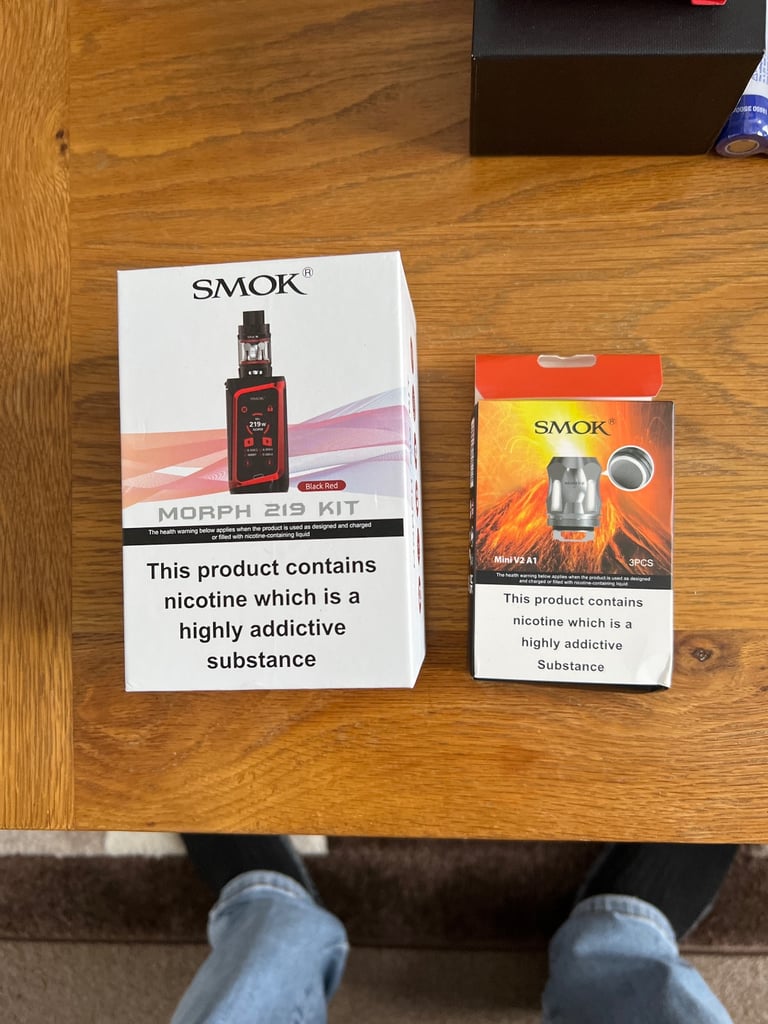 SMOK®
219W
Black Red
MORPH 219 KIT
The health warning below applies when the product is used as designed and charged
or filled with nicotine-containing liquid
This product contains
nicotine which is a
highly addictive
substance
SMOK®
Mini V2 A1
3PCS
The health warning below applies when the product is used as designed
and charged or filled with nicotine-containing liquid
This product contains
nicotine which is a
highly addictive
Substance